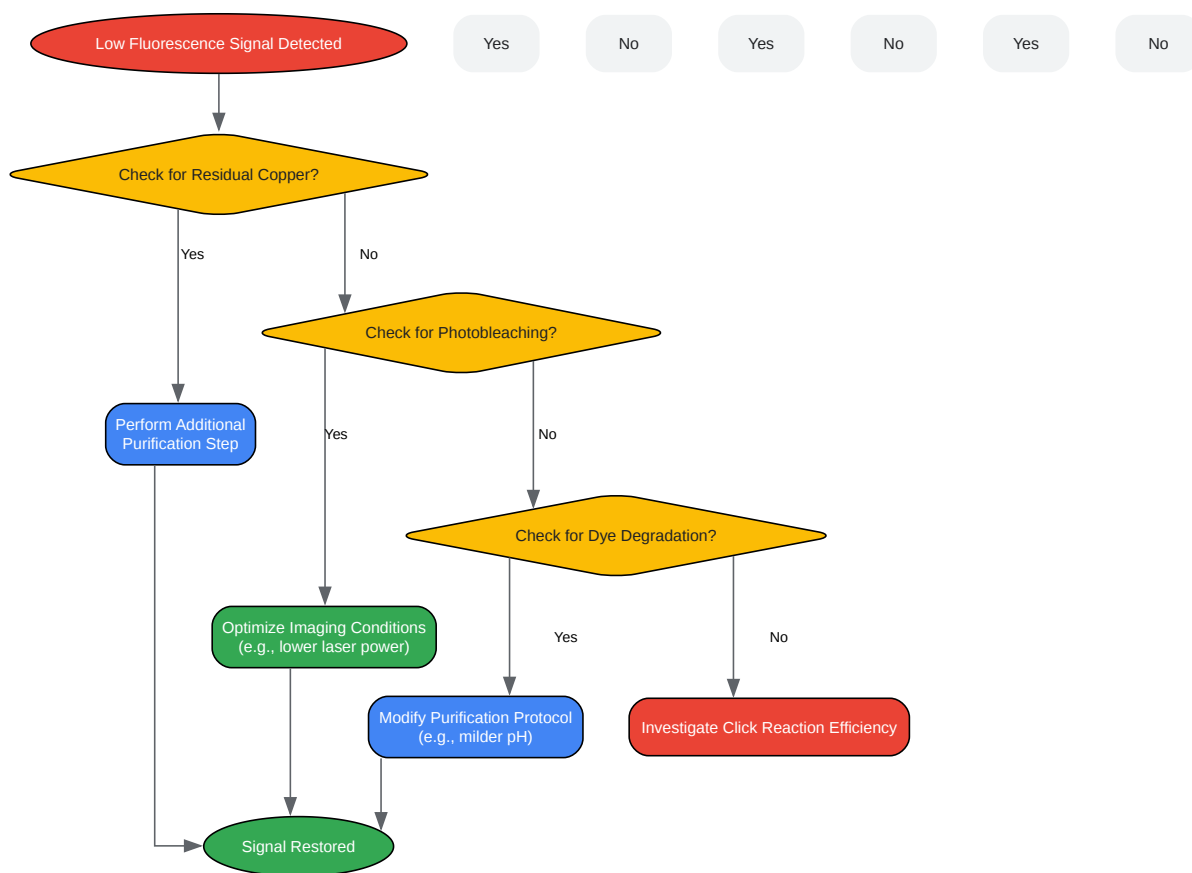 Low Fluorescence Signal Detected
Yes
No
Yes
No
Yes
No
Check for Residual Copper?
Yes
No
Check for Photobleaching?
Perform Additional
Purification Step
Yes
No
Check for Dye Degradation?
Optimize Imaging Conditions
(e.g., lower laser power)
Yes
No
Modify Purification Protocol
(e.g., milder pH)
Investigate Click Reaction Efficiency
Signal Restored